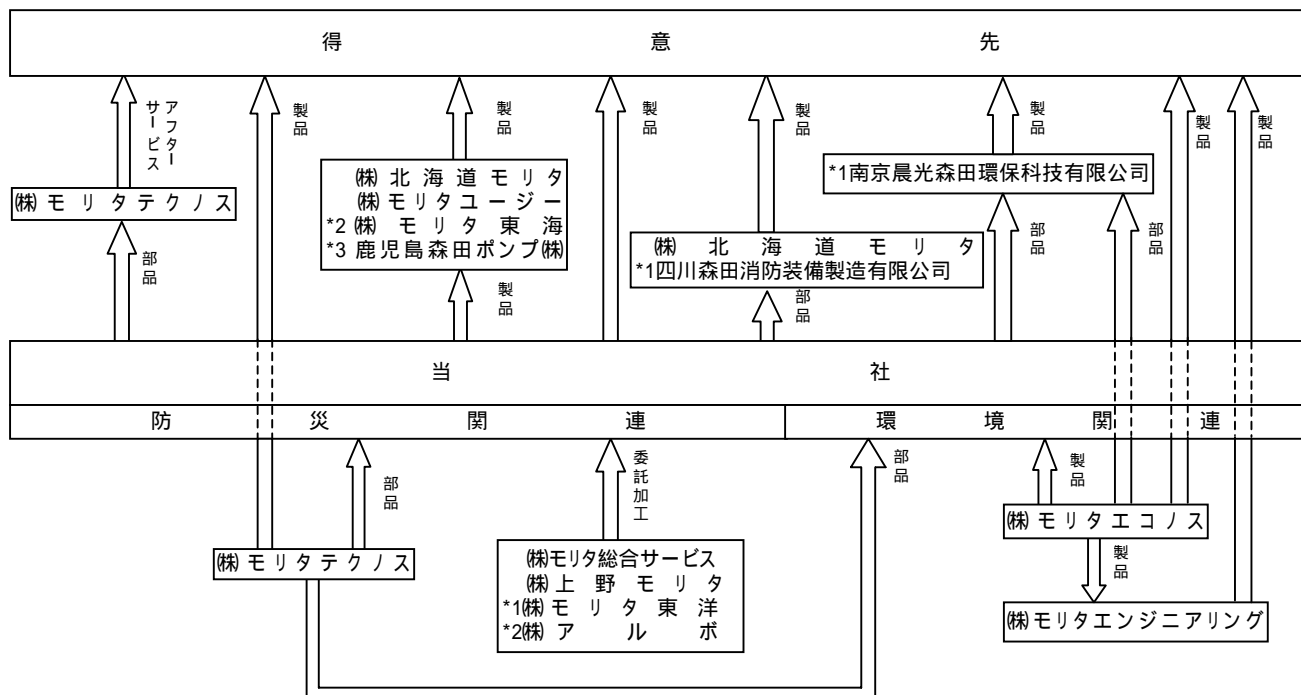 得意先
アフターサービス
製品
製品
製品
製品
製品
製品
製品
㈱モリタテクノス
㈱北海道モリタ
㈱モリタユージー
*2㈱モリタ東海
*3鹿児島森田ポンプ㈱
*1南京晨光森田環保科技有限公司
㈱北海道モリタ
*1四川森田消防装備製造有限公司
部品
製品
部品
部品
部品
当社
防災関連
環境関連
部品
委託加工
部品
製品
㈱モリタエコノス
製品
㈱モリタテクノス
㈱モリタ総合サービス
㈱上野モリタ
*1㈱モリタ東洋
*2㈱アルボ
㈱モリタエンジニアリング